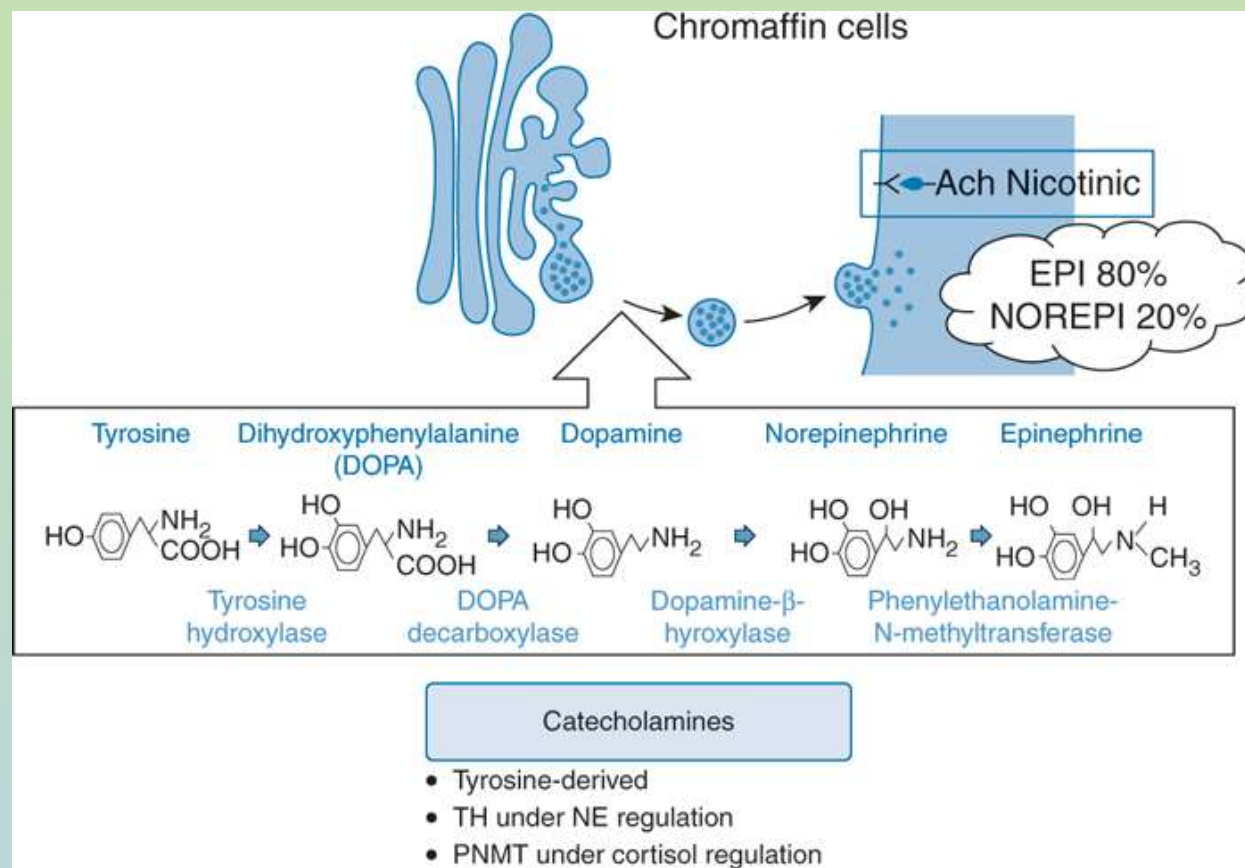 Chromaffin cells
Ach Nicotinic
EPI 80%
NOREPI 20%
Tyrosine
Dihydroxyphenylalanine
(DOPA)
Dopamine
Norepinephrine
Epinephrine
HO NH2
COOH
HO
HO NH2
COOH
HO
HO NH2
HO OH
HO NH2
HO OH H
HO N
CH3
Tyrosine
hydroxylase
DOPA
decarboxylase
Dopamine-β-
hyroxylase
Phenylethanolamine-
N-methyltransferase
Catecholamines
• Tyrosine-derived
• TH under NE regulation
• PNMT under cortisol regulation